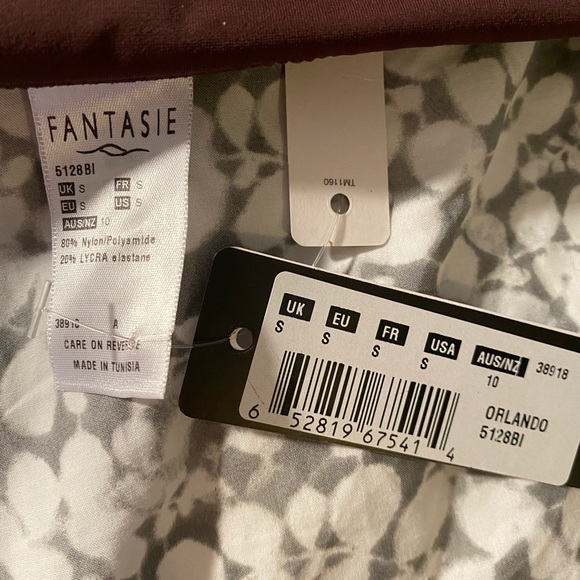 FANTASIE
5128BI
UK S FR S
EU S US S
AUS/NZ 10
80% Nylon/Polyamide
20% LYCRA elastane
38918 A
CARE ON REVERSE
MADE IN TUNISIA
TM1160
UK EU FR USA AUS/NZ 38918
S S S S 10
ORLANDO
5128BI
6 52819 67541 4